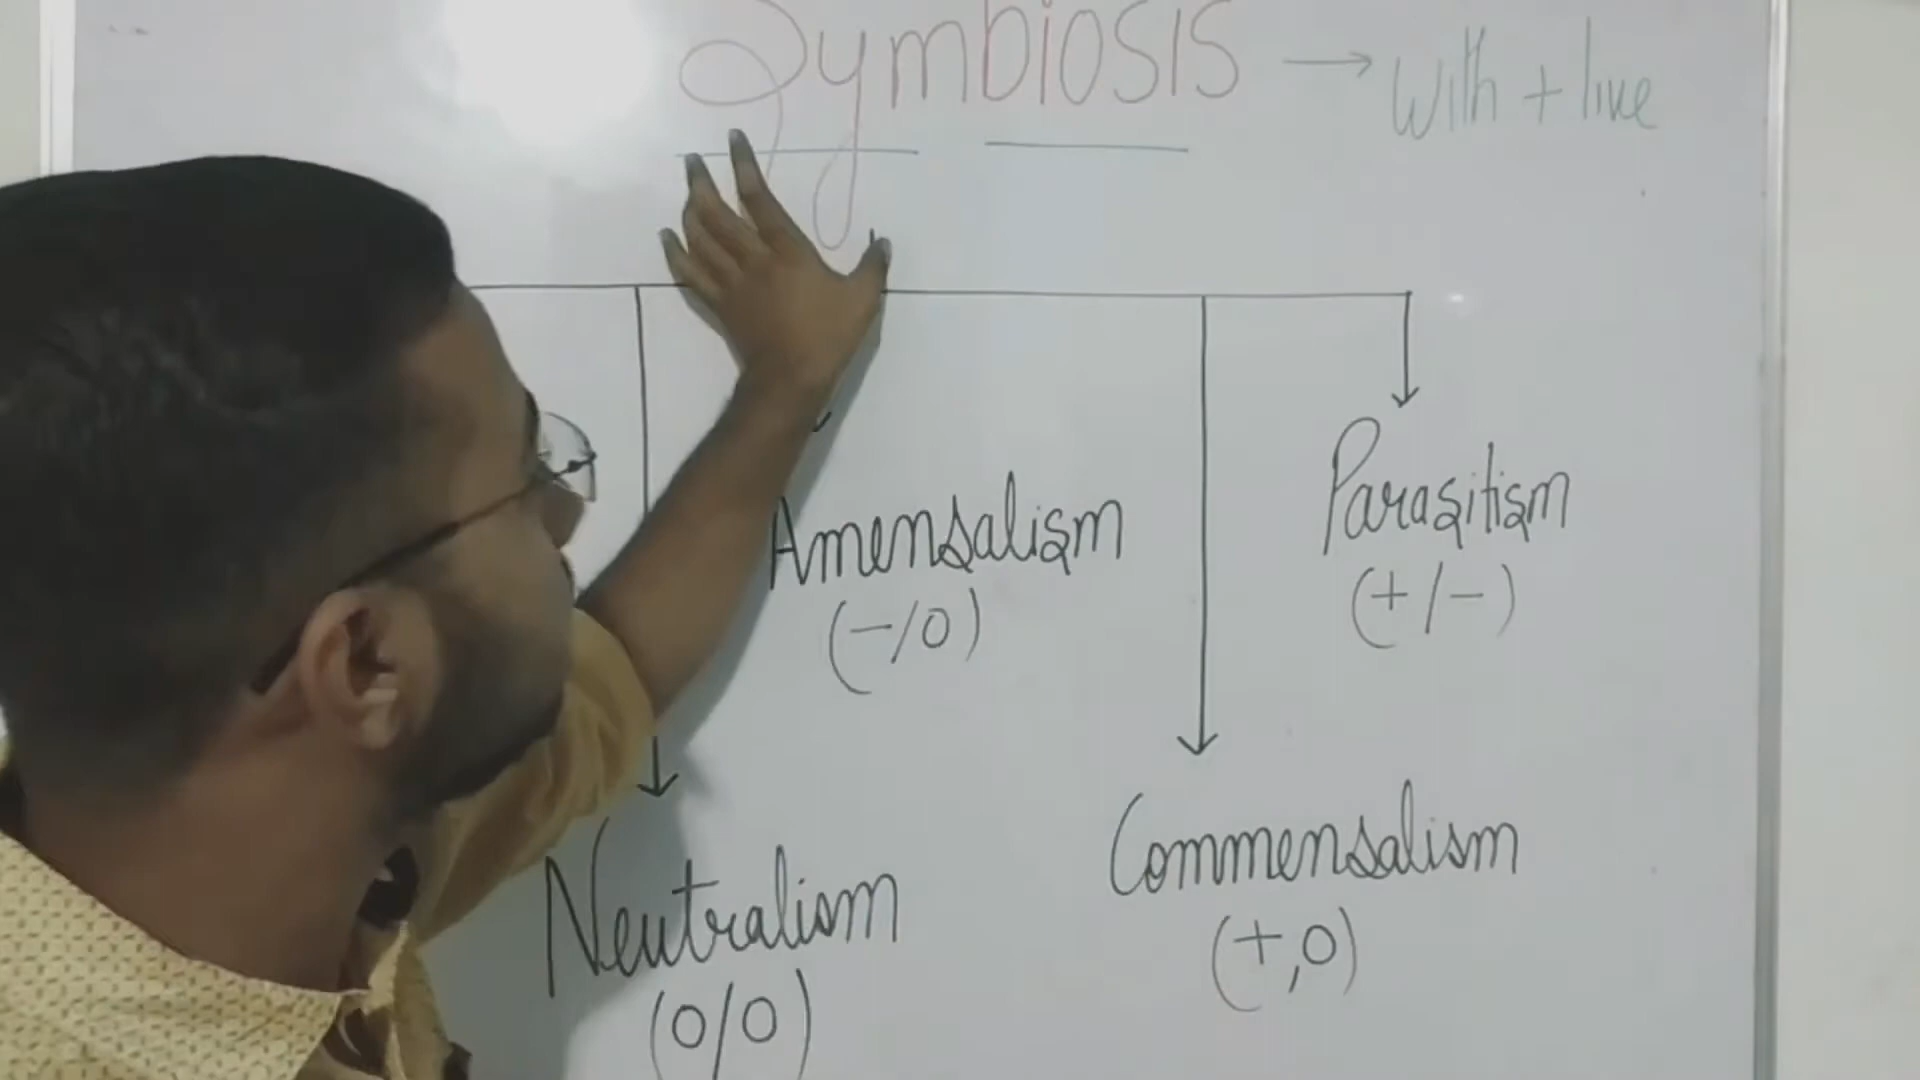 Symbiosis → With + live
Parasitism
(+/-)
Amensalism
(-/0)
Commensalism
(+,0)
Neutralism
(0/0)